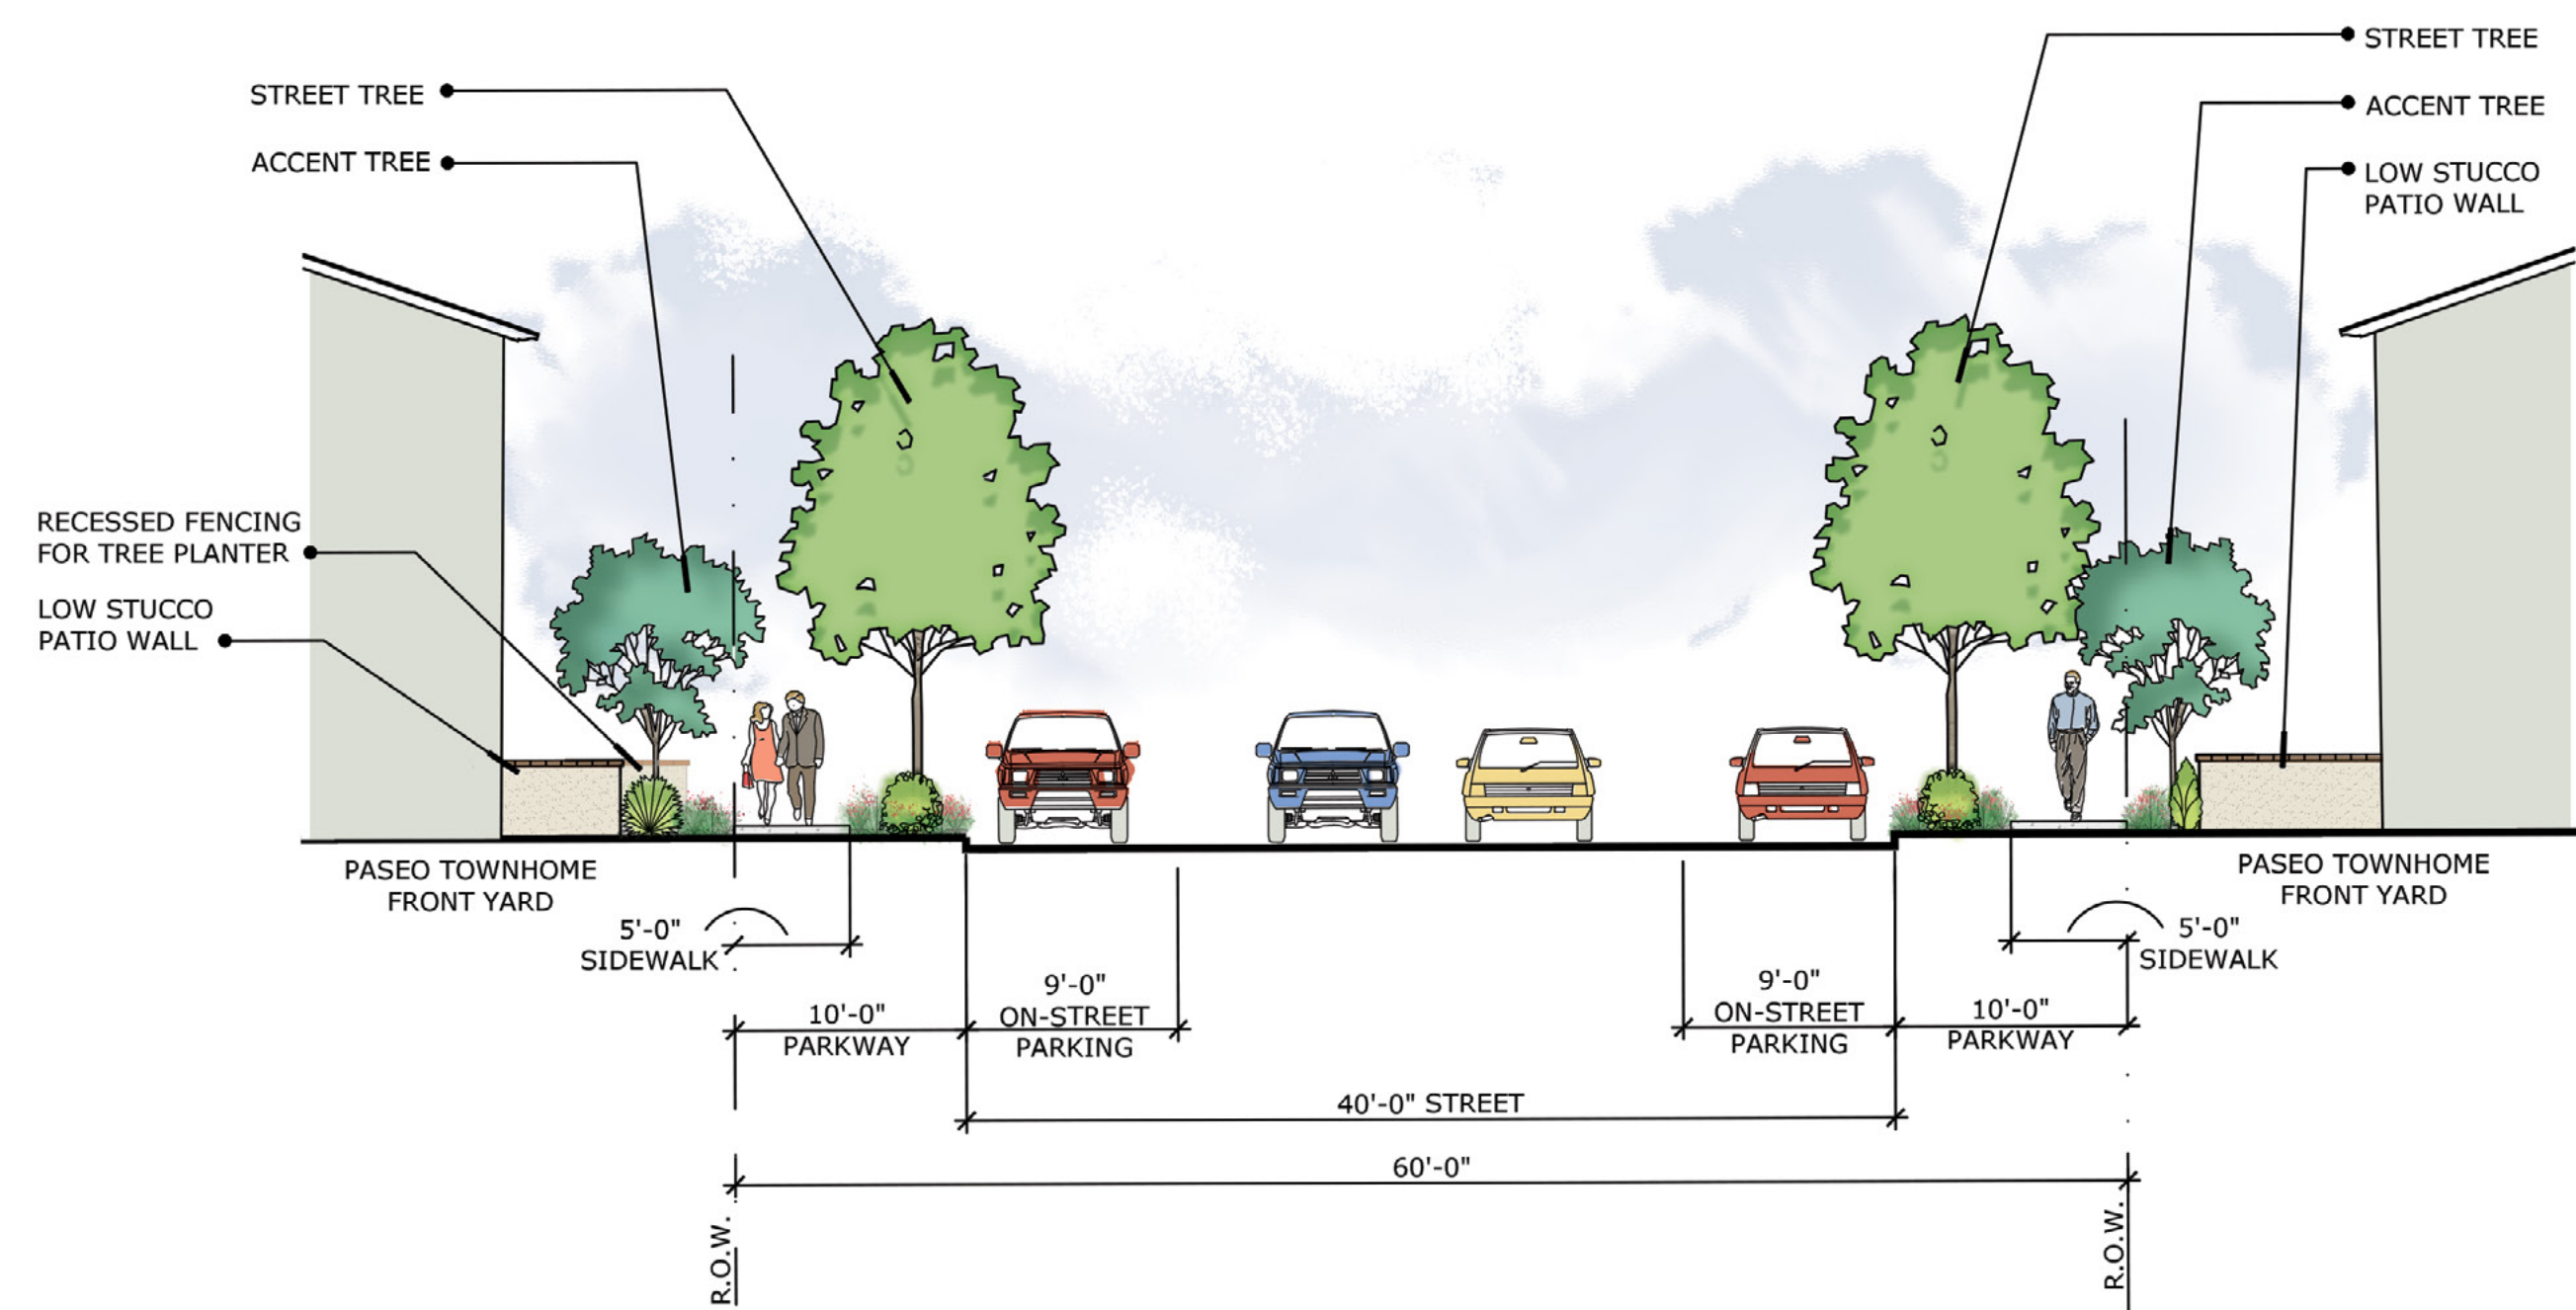 STREET TREE
ACCENT TREE
RECESSED FENCING
FOR TREE PLANTER
LOW STUCCO
PATIO WALL
STREET TREE
ACCENT TREE
LOW STUCCO
PATIO WALL
PASEO TOWNHOME
FRONT YARD
PASEO TOWNHOME
FRONT YARD
5'-0"
SIDEWALK
5'-0"
SIDEWALK
10'-0"
PARKWAY
9'-0"
ON-STREET
PARKING
9'-0"
ON-STREET
PARKING
10'-0"
PARKWAY
40'-0" STREET
60'-0"
R.O.W.
R.O.W.